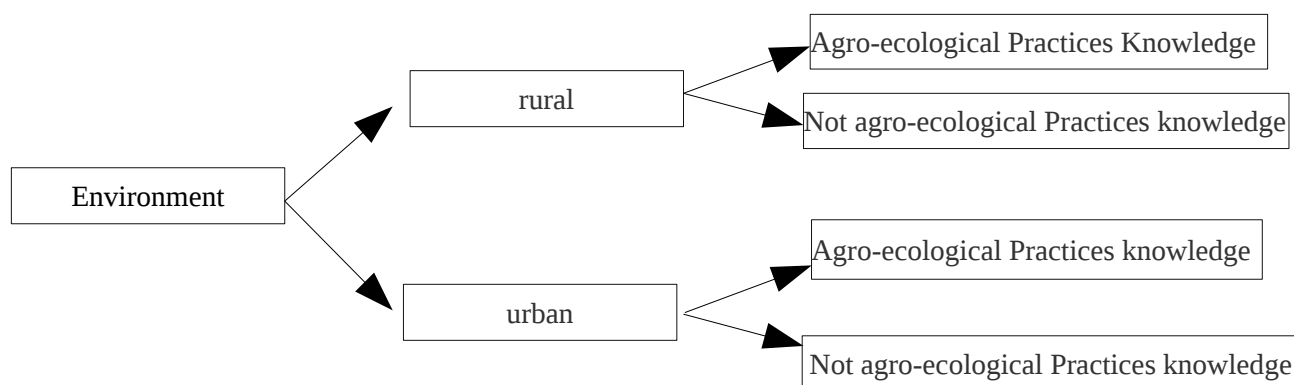 Agro-ecological Practices Knowledge
rural
Not agro-ecological Practices knowledge
Environment
Agro-ecological Practices knowledge
urban
Not agro-ecological Practices knowledge